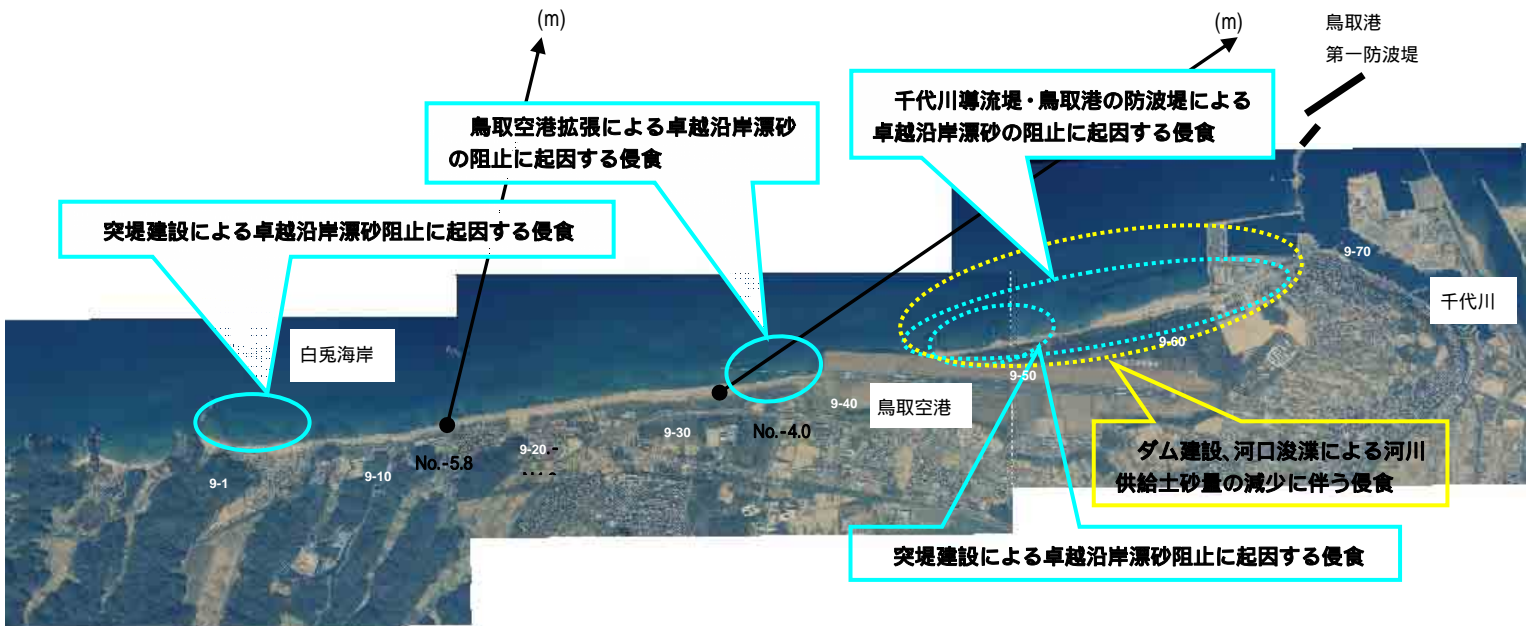 (m)
(m)
鳥取港
第一防波堤
千代川導流堤・鳥取港の防波堤による
卓越沿岸漂砂の阻止に起因する侵食
鳥取空港拡張による卓越沿岸漂砂
の阻止に起因する侵食
突堤建設による卓越沿岸漂砂阻止に起因する侵食
白兎海岸
9-70
千代川
9-60
9-50
9-40
鳥取空港
9-30
No.-4.0
9-20.-
No.-5.8
9-10
9-1
ダム建設、河口浚渫による河川
供給土砂量の減少に伴う侵食
突堤建設による卓越沿岸漂砂阻止に起因する侵食